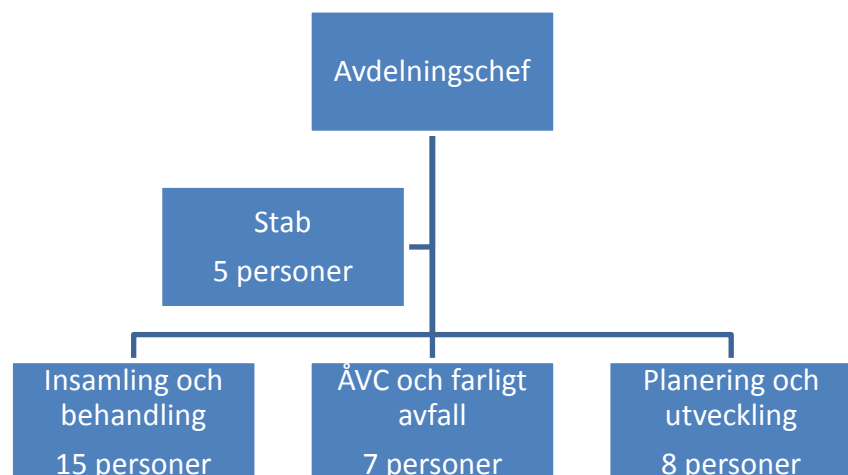 Avdelningschef
Stab
5 personer
Insamling och
behandling
15 personer
ÅVC och farligt
avfall
7 personer
Planering och
utveckling
8 personer